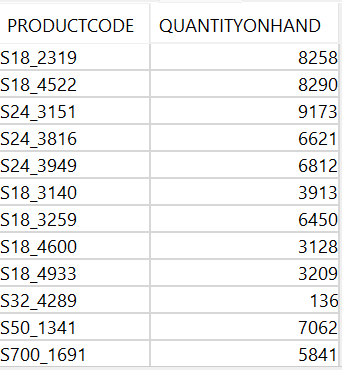 PRODUCTCODE QUANTITYONHAND
S18_2319 8258
S18_4522 8290
S24_3151 9173
S24_3816 6621
S24_3949 6812
S18_3140 3913
S18_3259 6450
S18_4600 3128
S18_4933 3209
S32_4289 136
S50_1341 7062
S700_1691 5841